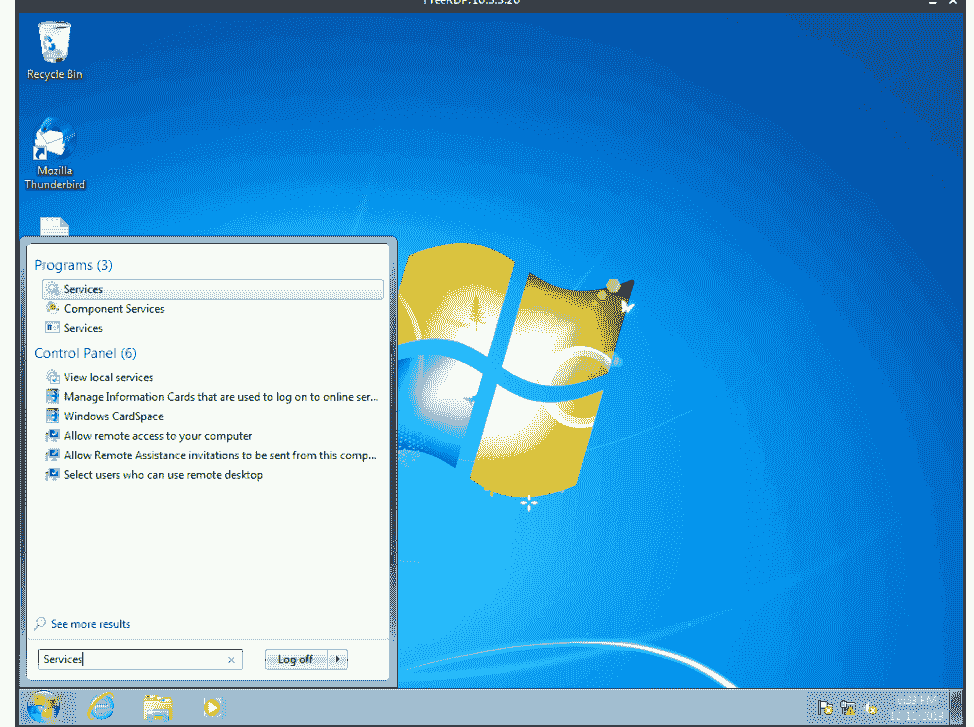 Recycle Bin
Mozilla
Thunderbird
Programs (3)
Services
Component Services
Services
Control Panel (6)
View local services
Manage Information Cards that are used to log on to online ser...
Windows CardSpace
Allow remote access to your computer
Allow Remote Assistance invitations to be sent from this comp...
Select users who can use remote desktop
See more results
Services
Log off